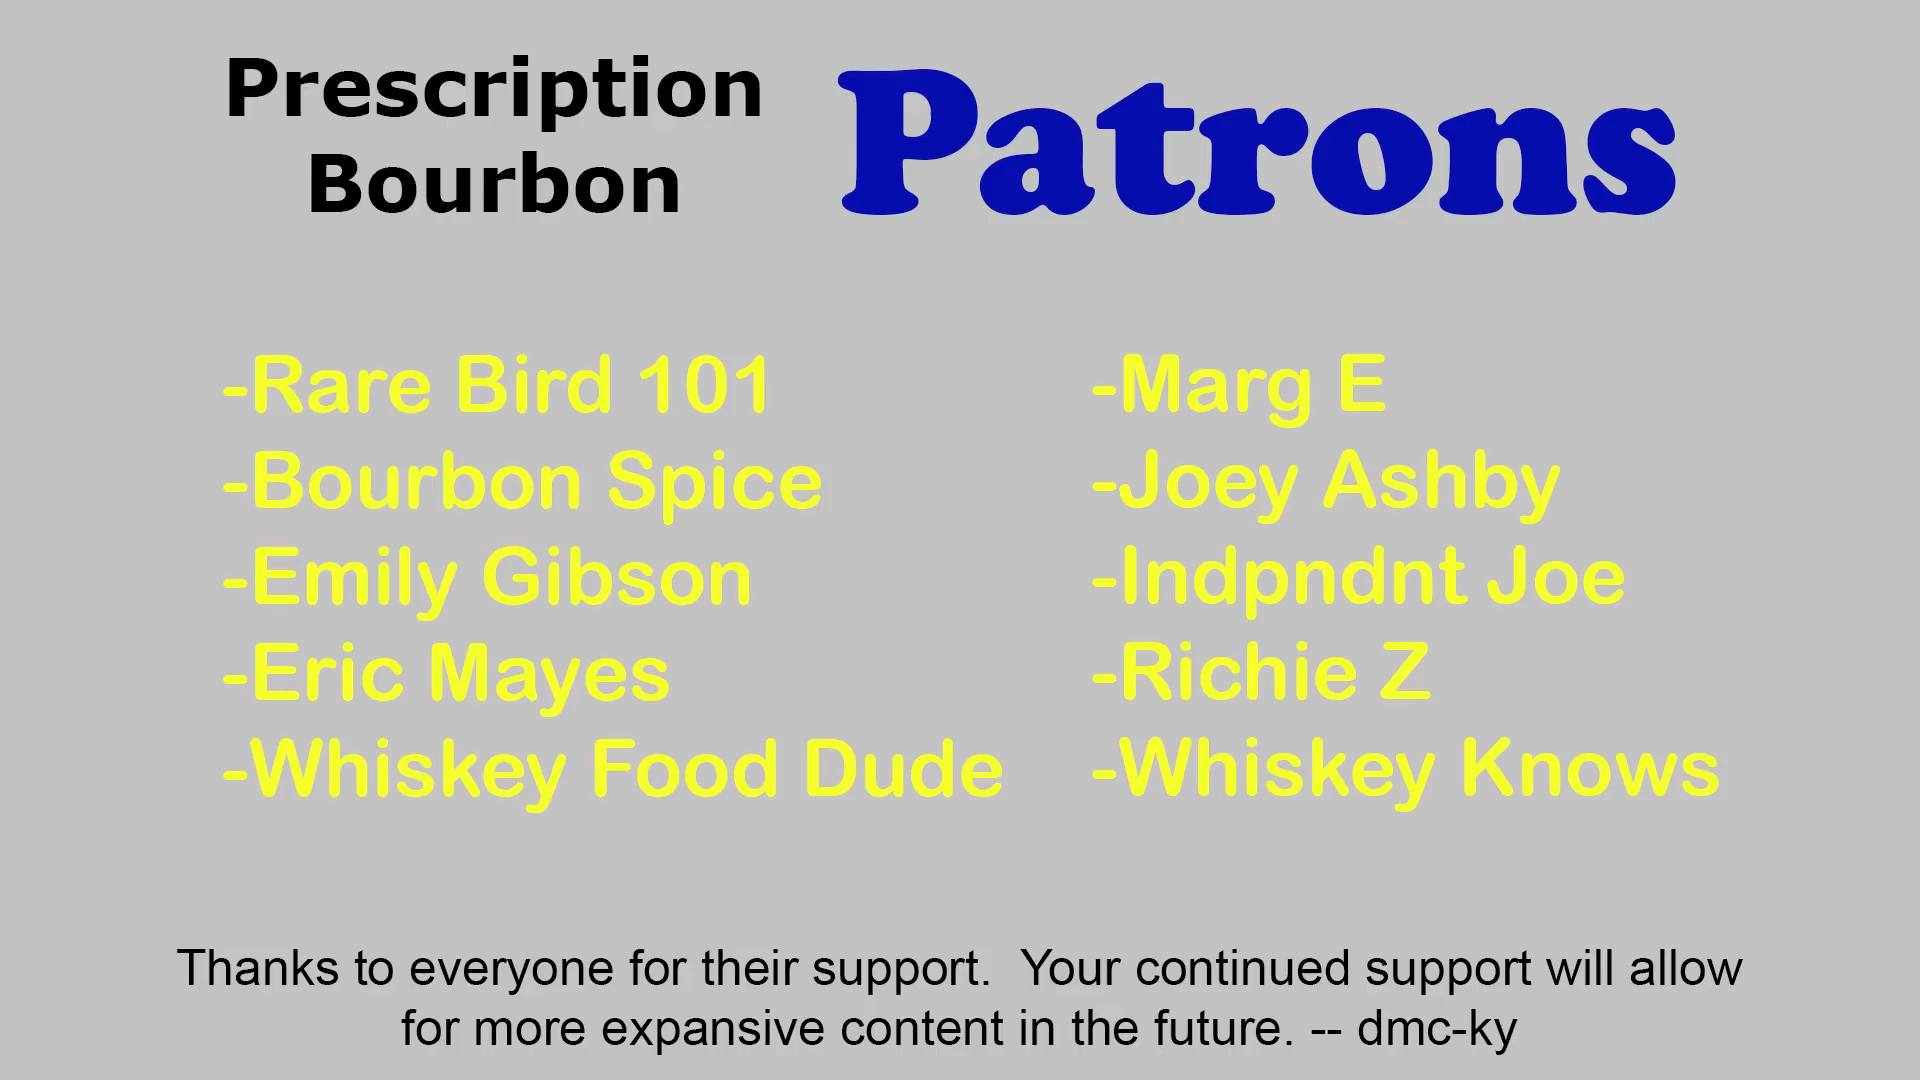 Prescription
Bourbon
Patrons
-Rare Bird 101
-Bourbon Spice
-Emily Gibson
-Eric Mayes
-Whiskey Food Dude
-Marg E
-Joey Ashby
-Indpndnt Joe
-Richie Z
-Whiskey Knows
Thanks to everyone for their support.  Your continued support will allow
for more expansive content in the future. -- dmc-ky